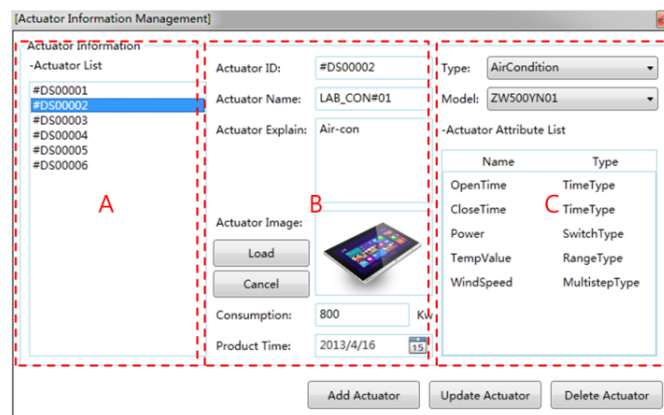 [Actuator Information Management]
Actuator Information
-Actuator List
#DS00001
#DS00002
#DS00003
#DS00004
#DS00005
#DS00006
A
Actuator ID: #DS00002
Actuator Name: LAB_CON#01
Actuator Explain: Air-con
B
Actuator Image:
Load
Cancel
Consumption: 800 Kw
Product Time: 2013/4/16 15
Type: AirCondition
Model: ZW500YN01
-Actuator Attribute List
Name Type
OpenTime TimeType
CloseTime TimeType
C
Power SwitchType
TempValue RangeType
WindSpeed MultistepType
Add Actuator Update Actuator Delete Actuator